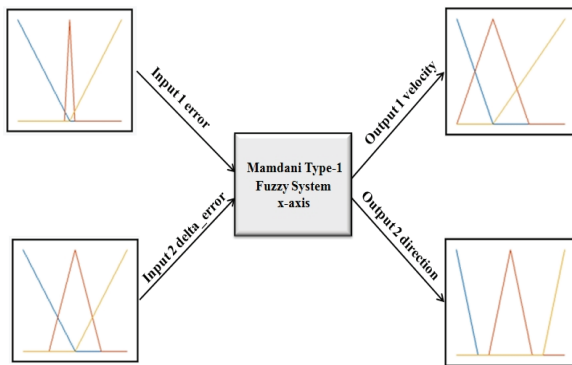 Input 1 error
Output 1 velocity
Mamdani Type-1
Fuzzy System
x-axis
Input 2 delta_error
Output 2 direction